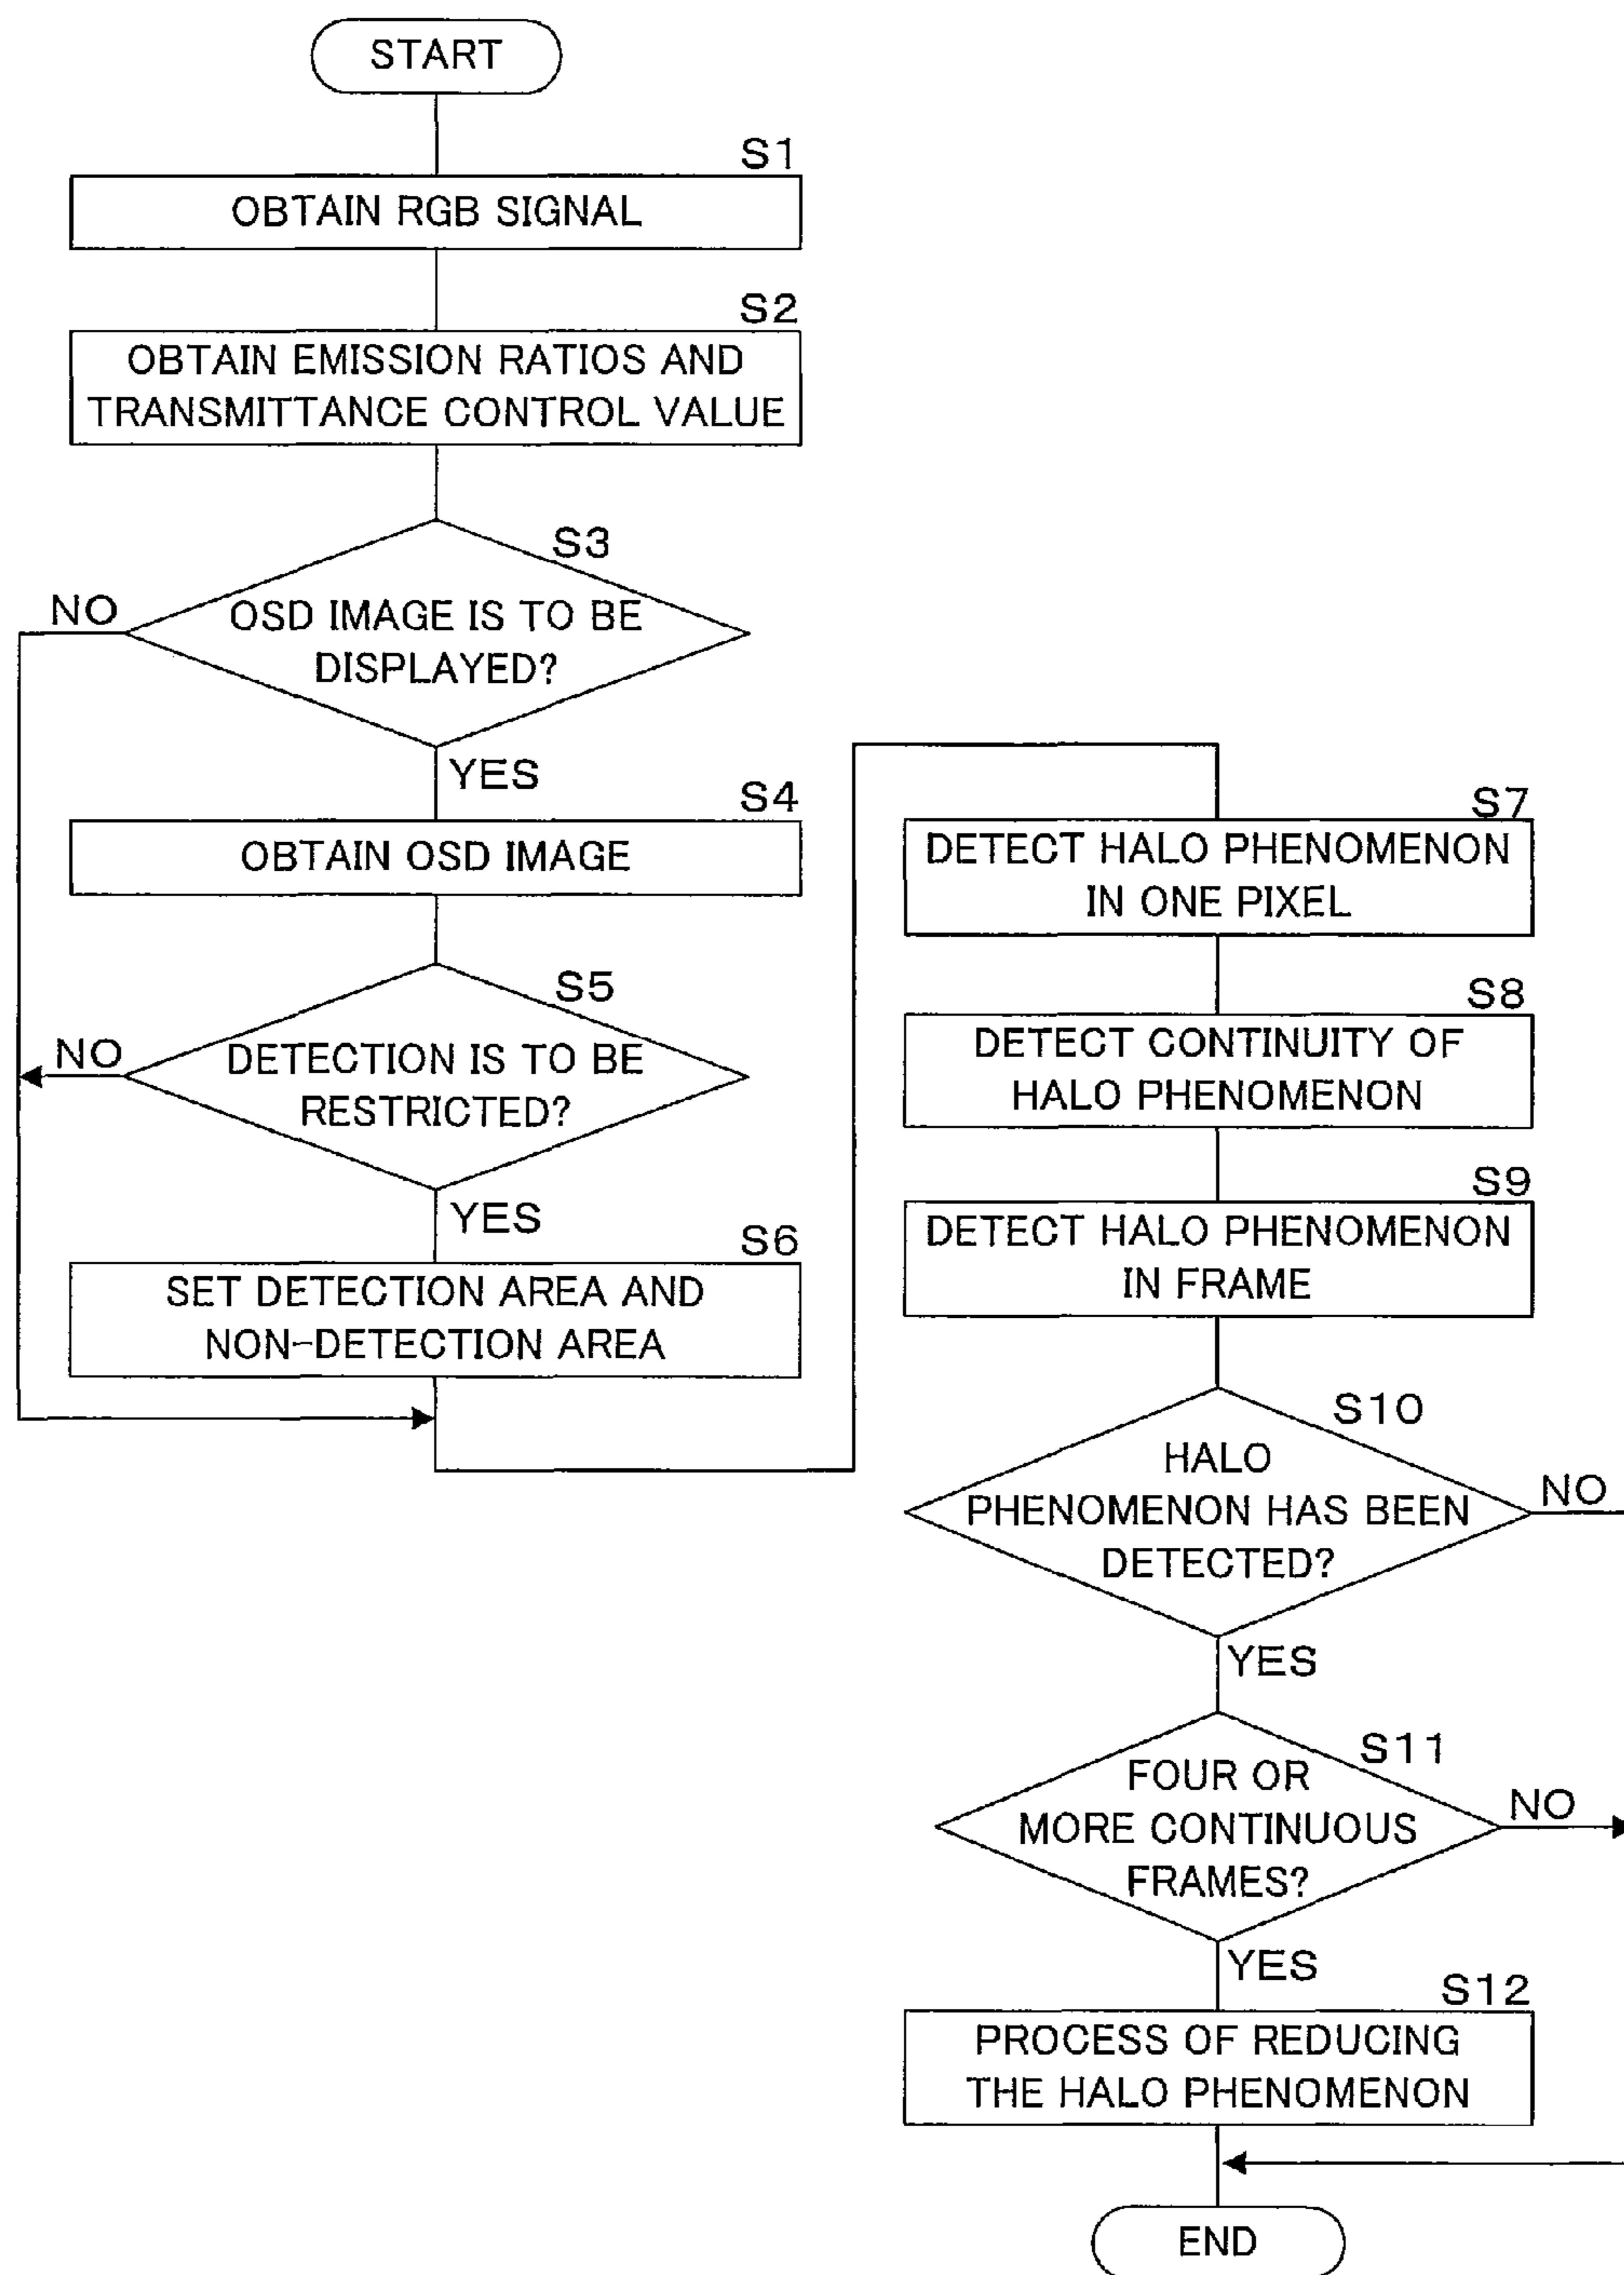 START
S1
OBTAIN RGB SIGNAL
S2
OBTAIN EMISSION RATIOS AND
TRANSMITTANCE CONTROL VALUE
S3
NO
OSD IMAGE IS TO BE
DISPLAYED?
YES
S4
OBTAIN OSD IMAGE
S5
NO
DETECTION IS TO BE
RESTRICTED?
YES
S6
SET DETECTION AREA AND
NON-DETECTION AREA
S7
DETECT HALO PHENOMENON
IN ONE PIXEL
S8
DETECT CONTINUITY OF
HALO PHENOMENON
S9
DETECT HALO PHENOMENON
IN FRAME
S10
HALO
PHENOMENON HAS BEEN
DETECTED?
NO
YES
S11
FOUR OR
MORE CONTINUOUS
FRAMES?
NO
YES
S12
PROCESS OF REDUCING
THE HALO PHENOMENON
END